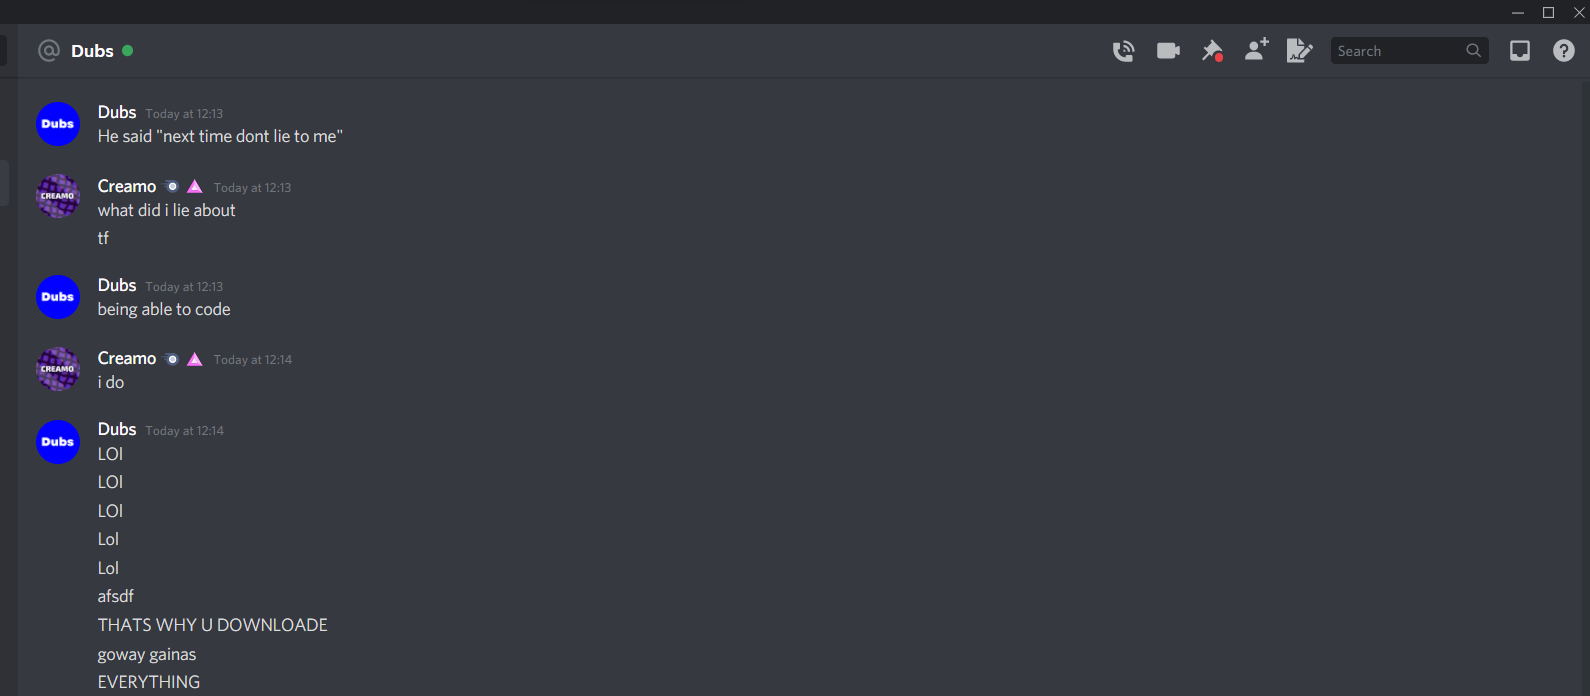 Dubs
Search
Dubs
Dubs Today at 12:13
He said "next time dont lie to me"
CREAMO
Creamo Today at 12:13
what did i lie about
tf
Dubs
Dubs Today at 12:13
being able to code
CREAMO
Creamo Today at 12:14
i do
Dubs
Dubs Today at 12:14
LOl
LOl
LOl
Lol
Lol
afsdf
THATS WHY U DOWNLOADE
goway gainas
EVERYTHING